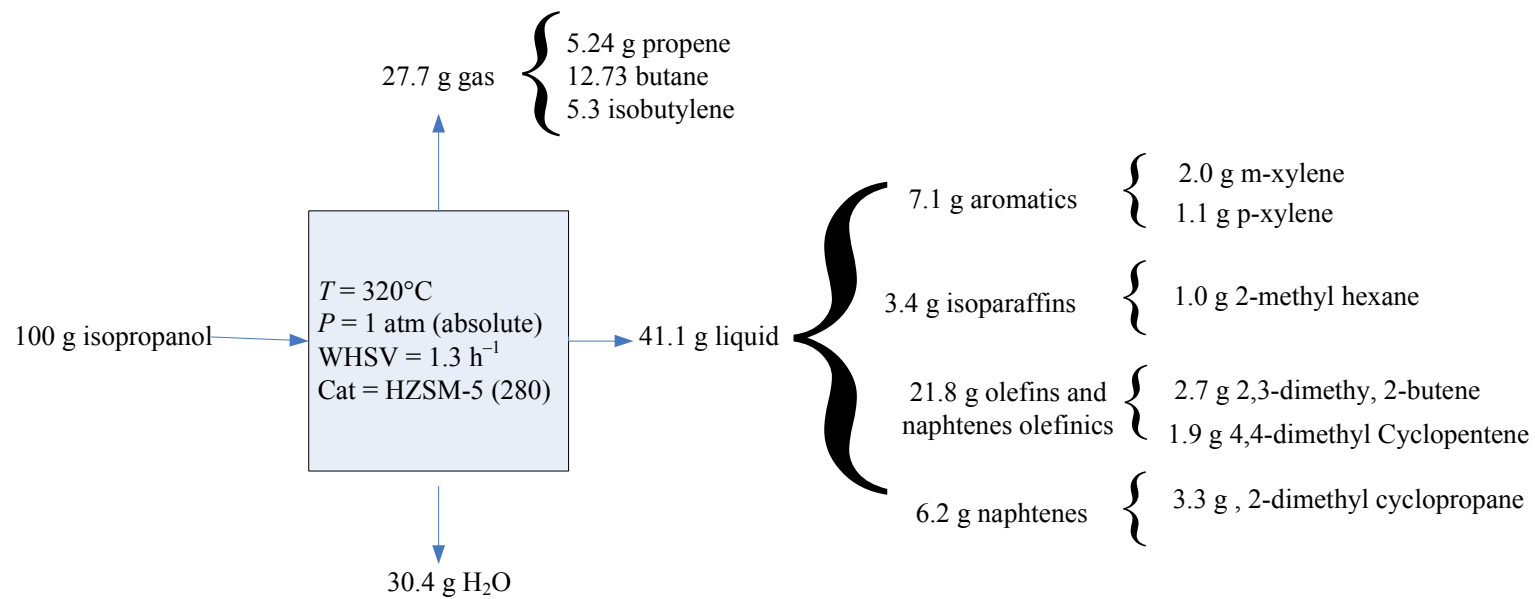 27.7 g gas
5.24 g propene
12.73 butane
5.3 isobutylene
100 g isopropanol
T = 320°C
P = 1 atm (absolute)
WHSV = 1.3 h⁻¹
Cat = HZSM-5 (280)
41.1 g liquid
7.1 g aromatics
2.0 g m-xylene
1.1 g p-xylene
3.4 g isoparaffins
1.0 g 2-methyl hexane
21.8 g olefins and
naphtenes olefinics
2.7 g 2,3-dimethy, 2-butene
1.9 g 4,4-dimethyl Cyclopentene
6.2 g naphtenes
3.3 g , 2-dimethyl cyclopropane
30.4 g H₂O